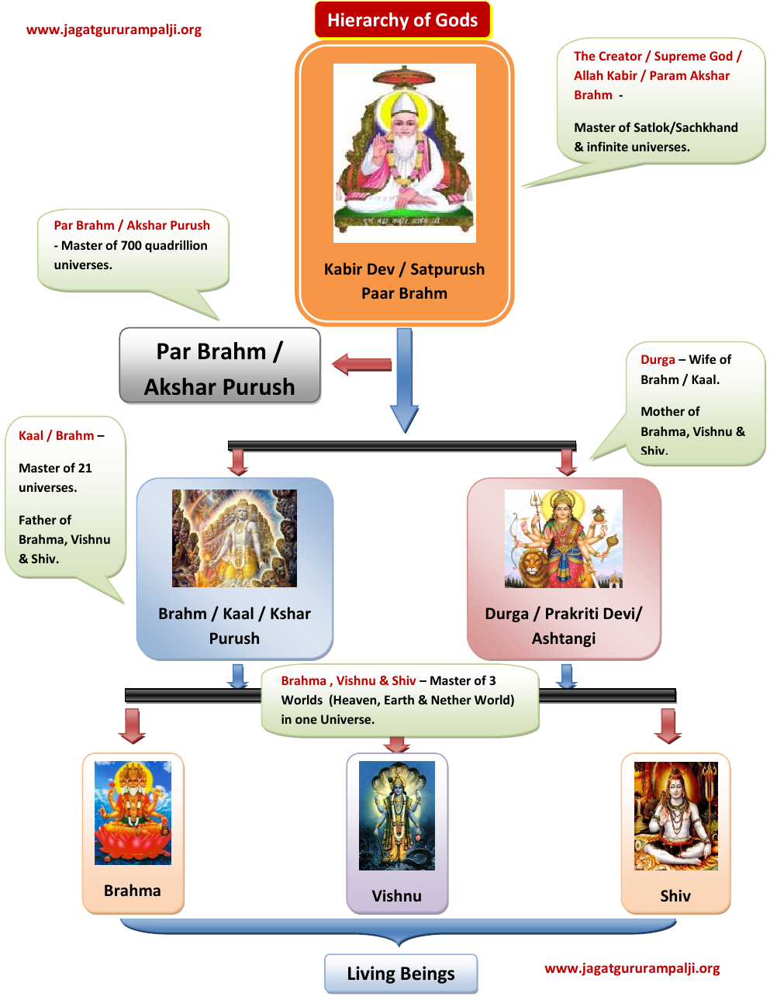 Hierarchy of Gods
www.jagatgururampalji.org
The Creator / Supreme God /
Allah Kabir / Param Akshar
Brahm -
Master of Satlok/Sachkhand
& infinite universes.
Kabir Dev / Satpurush
Paar Brahm
Par Brahm / Akshar Purush
- Master of 700 quadrillion
universes.
Par Brahm /
Akshar Purush
Durga – Wife of
Brahm / Kaal.
Mother of
Brahma, Vishnu &
Shiv.
Kaal / Brahm –
Master of 21
universes.
Father of
Brahma, Vishnu
& Shiv.
Brahm / Kaal / Kshar
Purush
Durga / Prakriti Devi/
Ashtangi
Brahma , Vishnu & Shiv – Master of 3
Worlds (Heaven, Earth & Nether World)
in one Universe.
Brahma
Vishnu
Shiv
Living Beings
www.jagatgururampalji.org